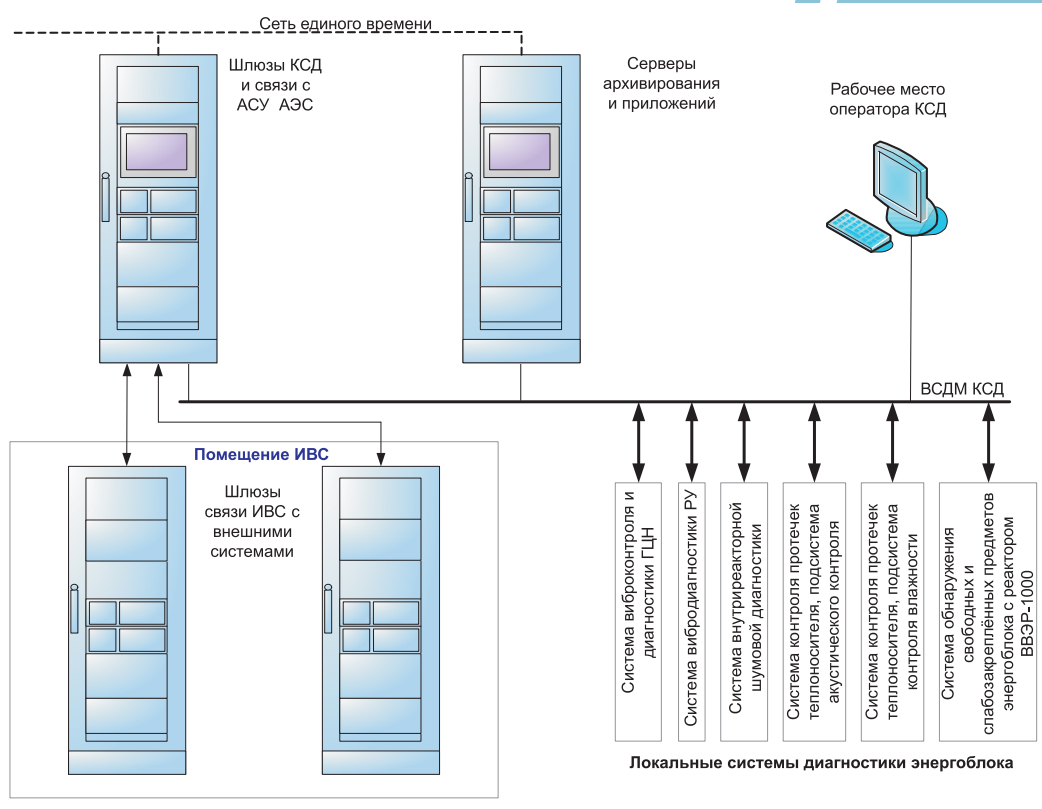 Сеть единого времени
Шлюзы КСД
и связи с
АСУ АЭС
Серверы
архивирования
и приложений
Рабочее место
оператора КСД
ВСДМ КСД
Помещение ИВС
Шлюзы
связи ИВС с
внешними
системами
Система виброконтроля и
диагностики ГЦН
Система вибродиагностики РУ
Система внутриреакторной
шумовой диагностики
Система контроля протечек
теплоносителя, подсистема
акустического контроля
Система контроля протечек
теплоносителя, подсистема
контроля влажности
Система обнаружения
свободных и
слабозакреплённых предметов
энергоблока с реактором
ВВЭР-1000
Локальные системы диагностики энергоблока